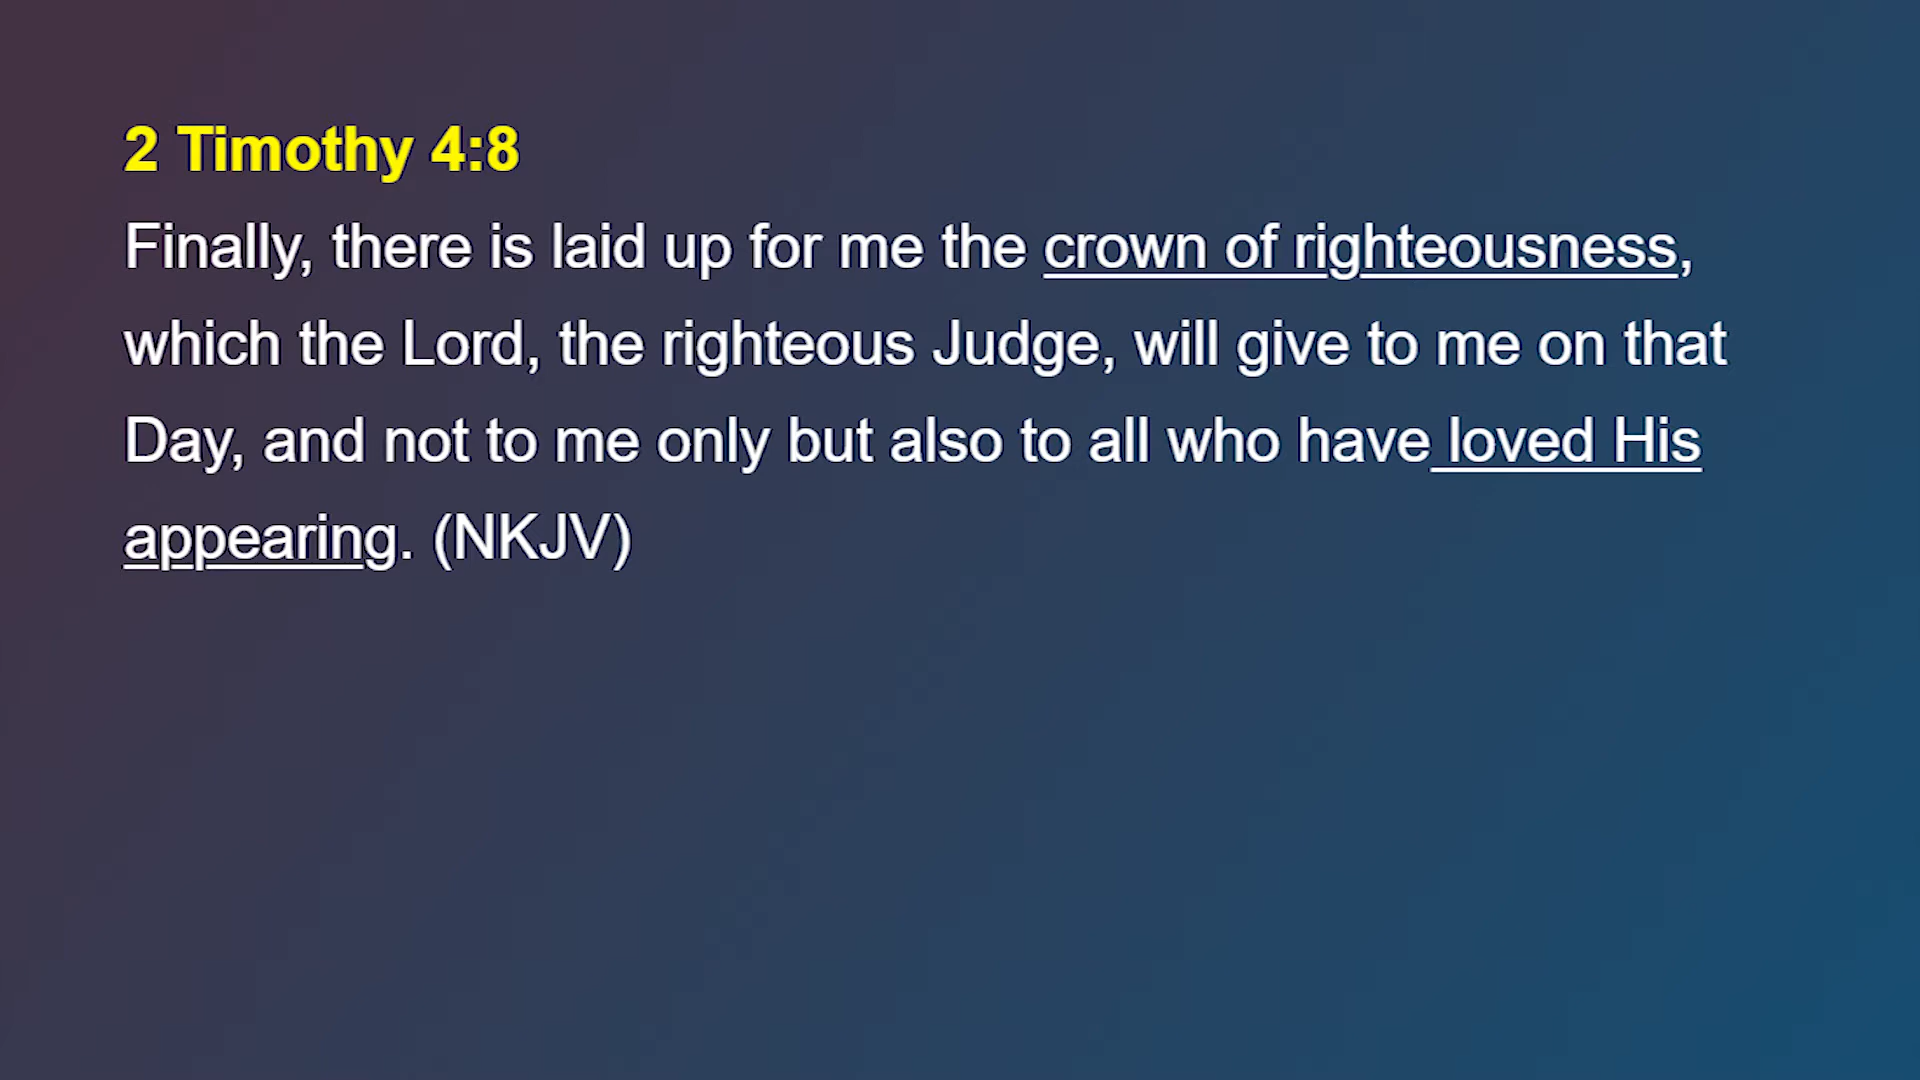 2 Timothy 4:8
Finally, there is laid up for me the crown of righteousness,
which the Lord, the righteous Judge, will give to me on that
Day, and not to me only but also to all who have loved His
appearing. (NKJV)